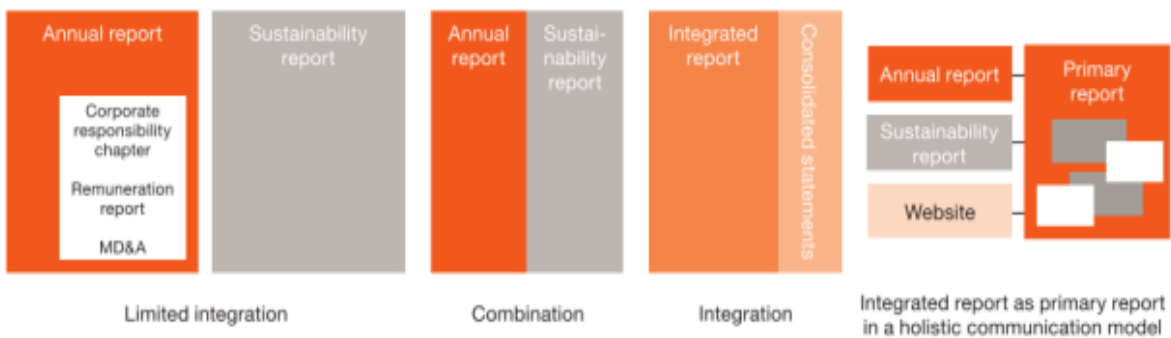 Annual report
Corporate
responsibility
chapter
Remuneration
report
MD&A
Sustainability
report
Limited integration
Annual
report
Sustai-
nability
report
Combination
Integrated
report
Consolidated statements
Integration
Annual report
Sustainability
report
Website
Primary
report
Integrated report as primary report
in a holistic communication model